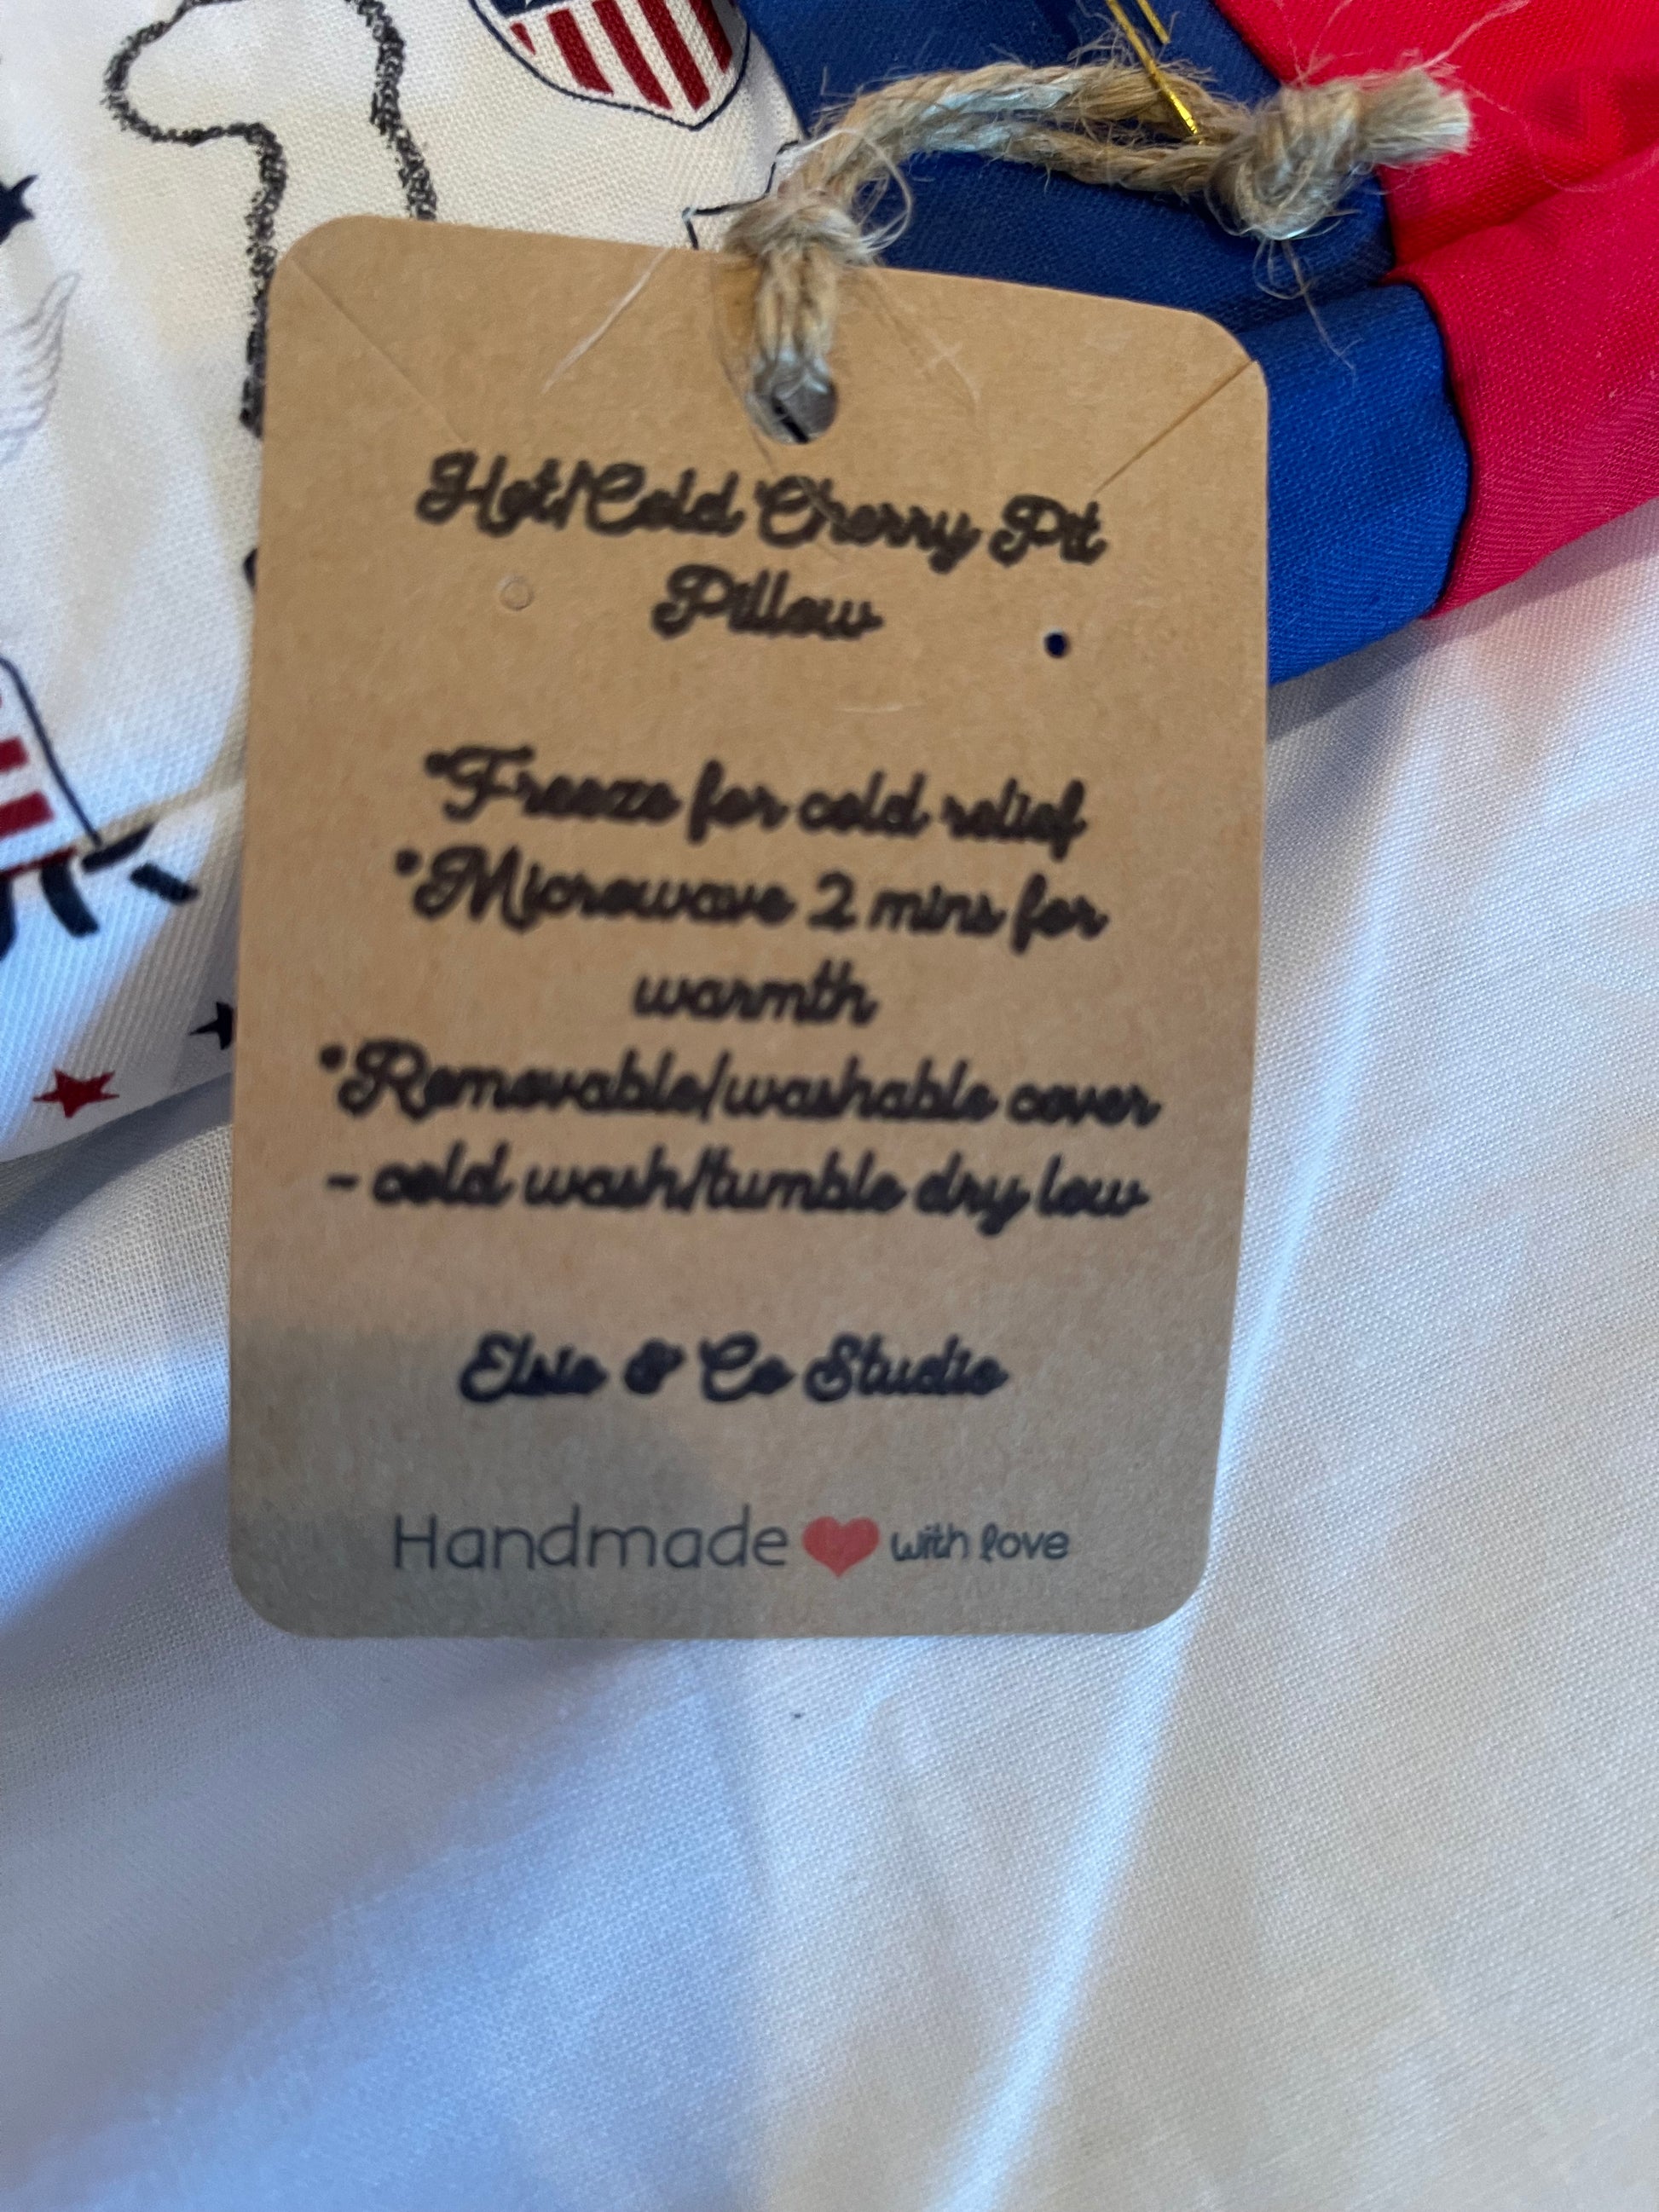 Hot/Cold Cherry Pit
Pillow
*Freeze for cold relief
*Microwave 2 mins for
warmth
*Removable/washable cover
- cold wash/tumble dry low
Elsie & Co Studio
Handmade with love